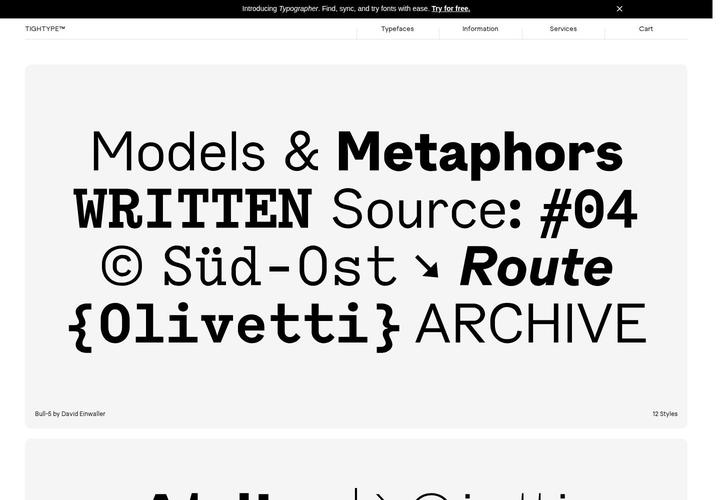 Introducing Typographer. Find, sync, and try fonts with ease. Try for free.
TIGHTYPE™ Typefaces Information Services Cart
Models & Metaphors
WRITTEN Source: #04
© Süd-Ost ↘ Route
{Olivetti} ARCHIVE
Bull-5 by David Einwaller 12 Styles